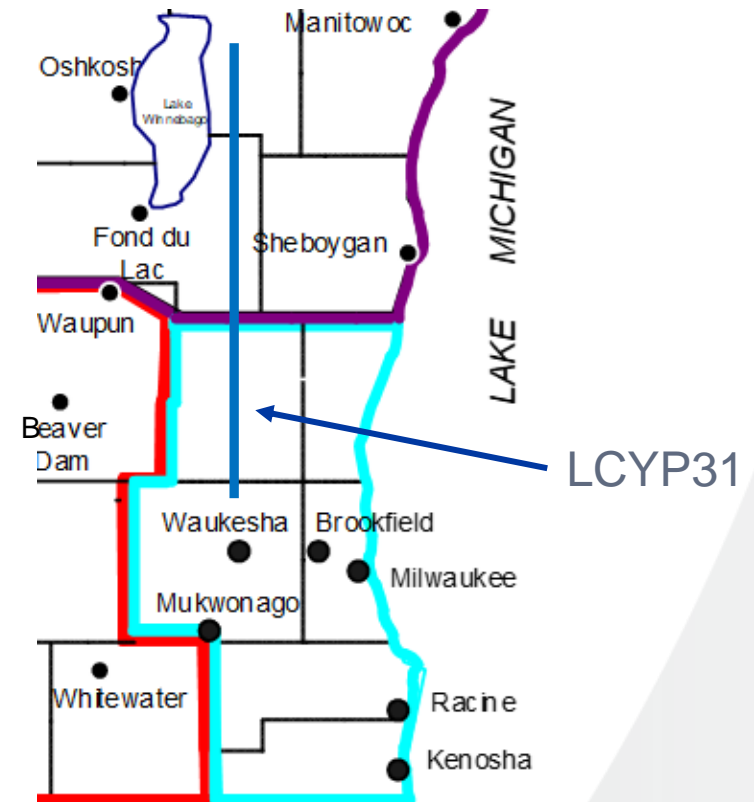 Manitowoc
Oshkosh
Lake
Winnebago
LAKE MICHIGAN
Fond du
Lac
Sheboygan
Waupun
Beaver
Dam
LCYP31
Waukesha
Brookfield
Milwaukee
Mukwonago
Whitewater
Racine
Kenosha